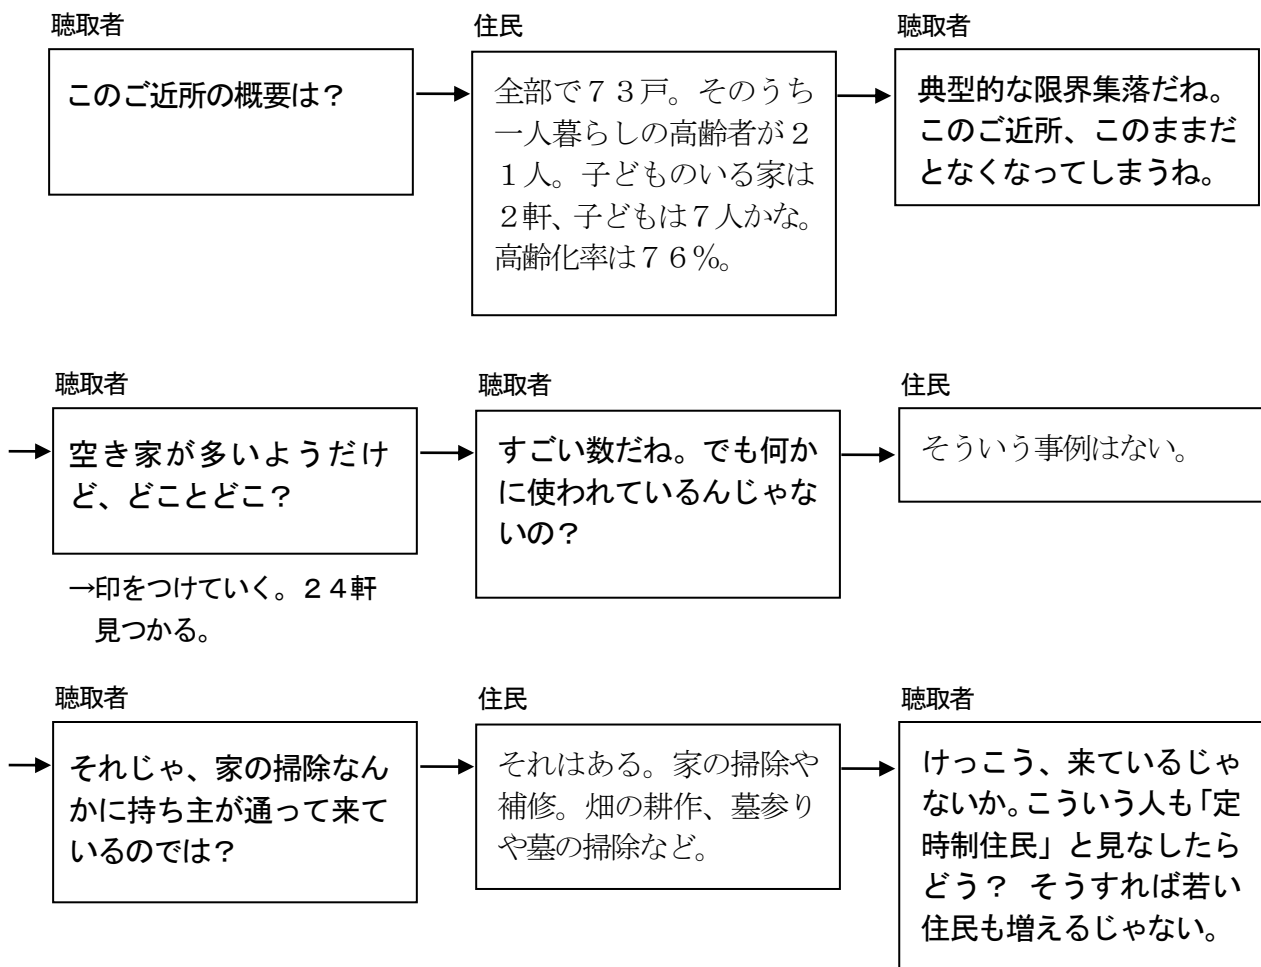 聴取者
このご近所の概要は？
住民
全部で７３戸。そのうち
一人暮らしの高齢者が２
１人。子どものいる家は
２軒、子どもは７人かな。
高齢化率は７６％。
聴取者
典型的な限界集落だね。
このご近所、このままだ
となくなってしまうね。
聴取者
空き家が多いようだけ
ど、どことどこ？
→印をつけていく。２４軒
見つかる。
聴取者
すごい数だね。でも何か
に使われているんじゃな
いの？
住民
そういう事例はない。
聴取者
それじゃ、家の掃除なん
かに持ち主が通って来て
いるのでは？
住民
それはある。家の掃除や
補修。畑の耕作、墓参り
や墓の掃除など。
聴取者
けっこう、来ているじゃ
ないか。こういう人も「定
時制住民」と見なしたら
どう？ そうすれば若い
住民も増えるじゃない。